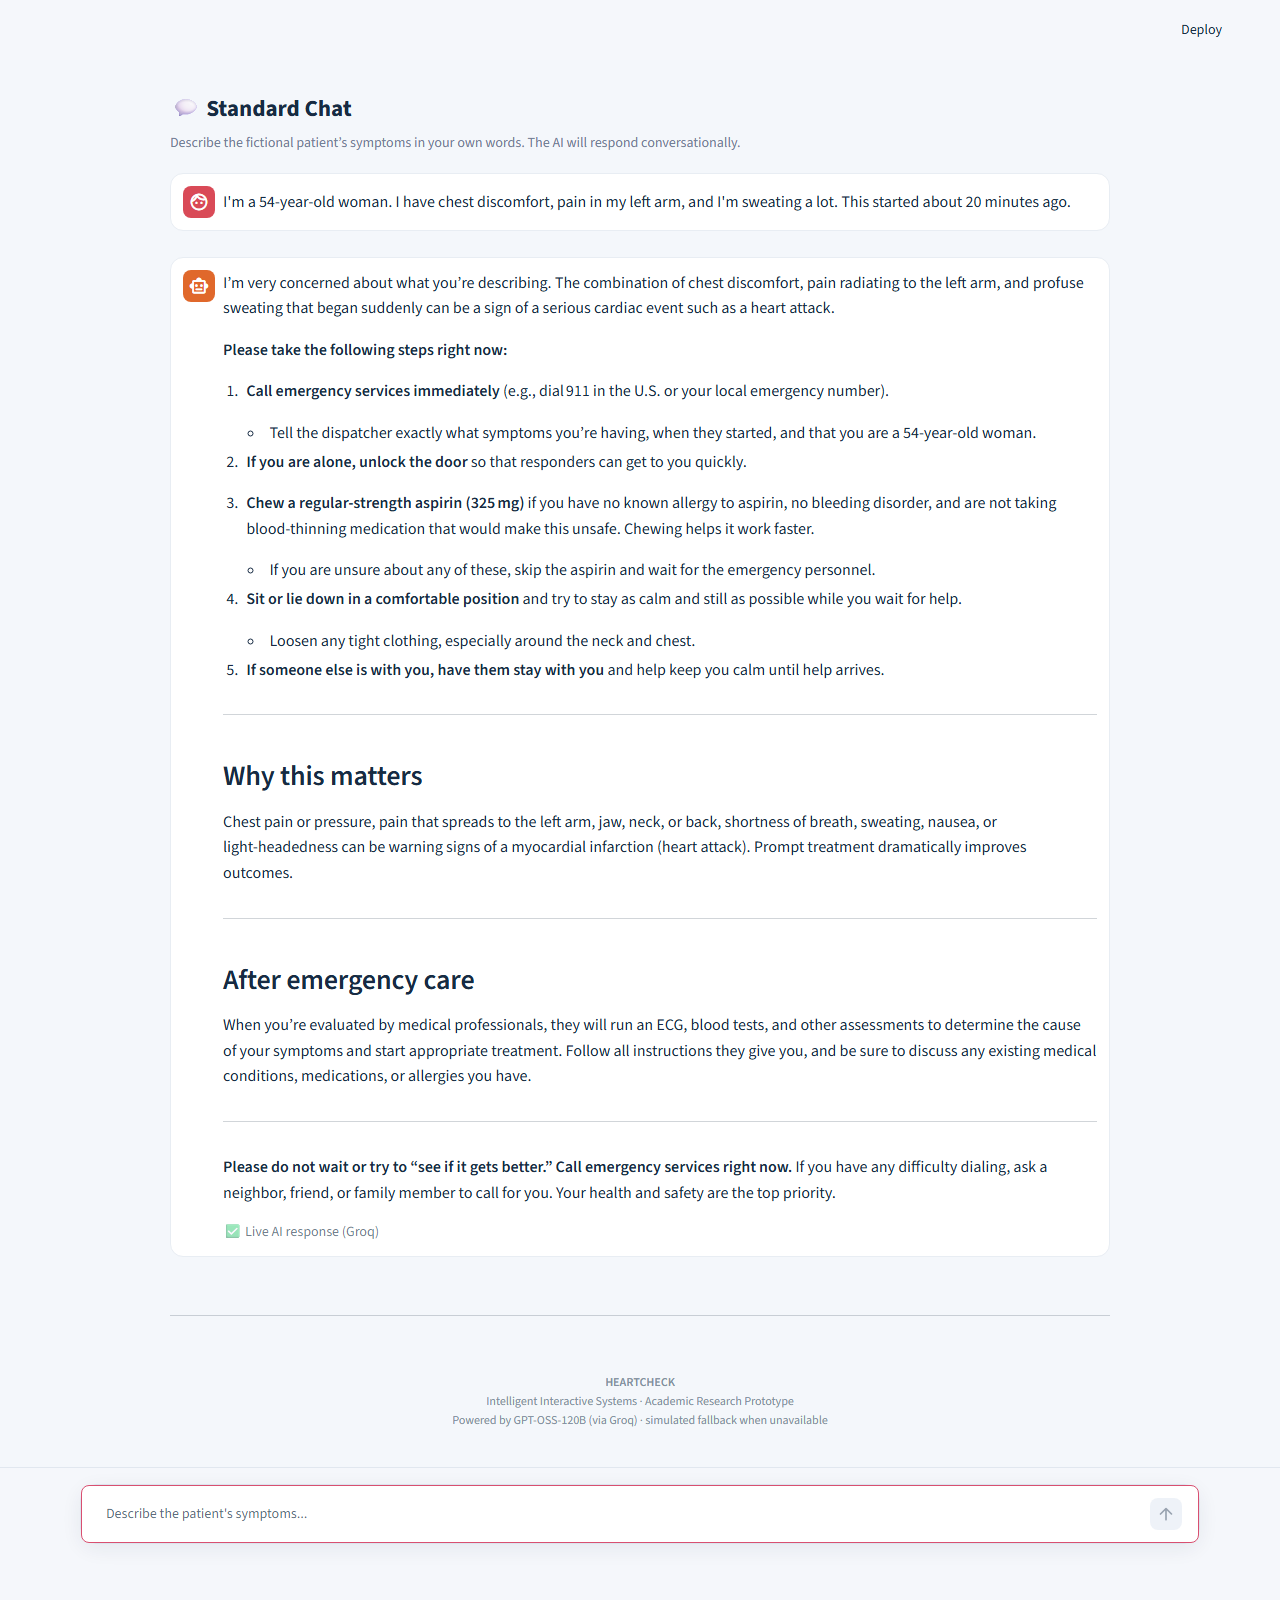 Deploy
Standard Chat
Describe the fictional patient’s symptoms in your own words. The AI will respond conversationally.
I'm a 54-year-old woman. I have chest discomfort, pain in my left arm, and I'm sweating a lot. This started about 20 minutes ago.
I’m very concerned about what you’re describing. The combination of chest discomfort, pain radiating to the left arm, and profuse
sweating that began suddenly can be a sign of a serious cardiac event such as a heart attack.
Please take the following steps right now:
1. Call emergency services immediately (e.g., dial 911 in the U.S. or your local emergency number).
◦ Tell the dispatcher exactly what symptoms you’re having, when they started, and that you are a 54-year-old woman.
2. If you are alone, unlock the door so that responders can get to you quickly.
3. Chew a regular-strength aspirin (325 mg) if you have no known allergy to aspirin, no bleeding disorder, and are not taking
blood-thinning medication that would make this unsafe. Chewing helps it work faster.
◦ If you are unsure about any of these, skip the aspirin and wait for the emergency personnel.
4. Sit or lie down in a comfortable position and try to stay as calm and still as possible while you wait for help.
◦ Loosen any tight clothing, especially around the neck and chest.
5. If someone else is with you, have them stay with you and help keep you calm until help arrives.
Why this matters
Chest pain or pressure, pain that spreads to the left arm, jaw, neck, or back, shortness of breath, sweating, nausea, or
light-headedness can be warning signs of a myocardial infarction (heart attack). Prompt treatment dramatically improves
outcomes.
After emergency care
When you’re evaluated by medical professionals, they will run an ECG, blood tests, and other assessments to determine the cause
of your symptoms and start appropriate treatment. Follow all instructions they give you, and be sure to discuss any existing medical
conditions, medications, or allergies you have.
Please do not wait or try to “see if it gets better.” Call emergency services right now. If you have any difficulty dialing, ask a
neighbor, friend, or family member to call for you. Your health and safety are the top priority.
✅ Live AI response (Groq)
HEARTCHECK
Intelligent Interactive Systems · Academic Research Prototype
Powered by GPT-OSS-120B (via Groq) · simulated fallback when unavailable
Describe the patient's symptoms...